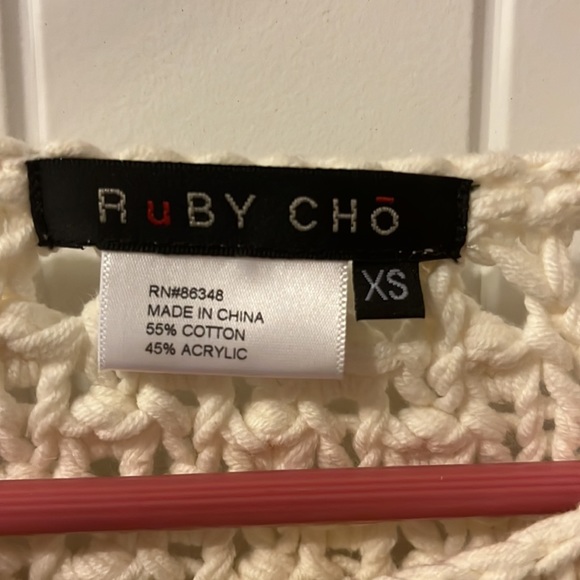 RuBY CHō
XS
RN#86348
MADE IN CHINA
55% COTTON
45% ACRYLIC